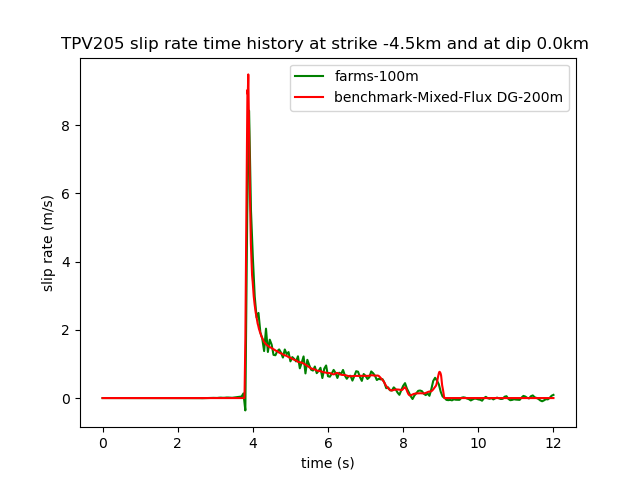 TPV205 slip rate time history at strike -4.5km and at dip 0.0km
farms-100m
benchmark-Mixed-Flux DG-200m
slip rate (m/s)
8
6
4
2
0
0 2 4 6 8 10 12
time (s)